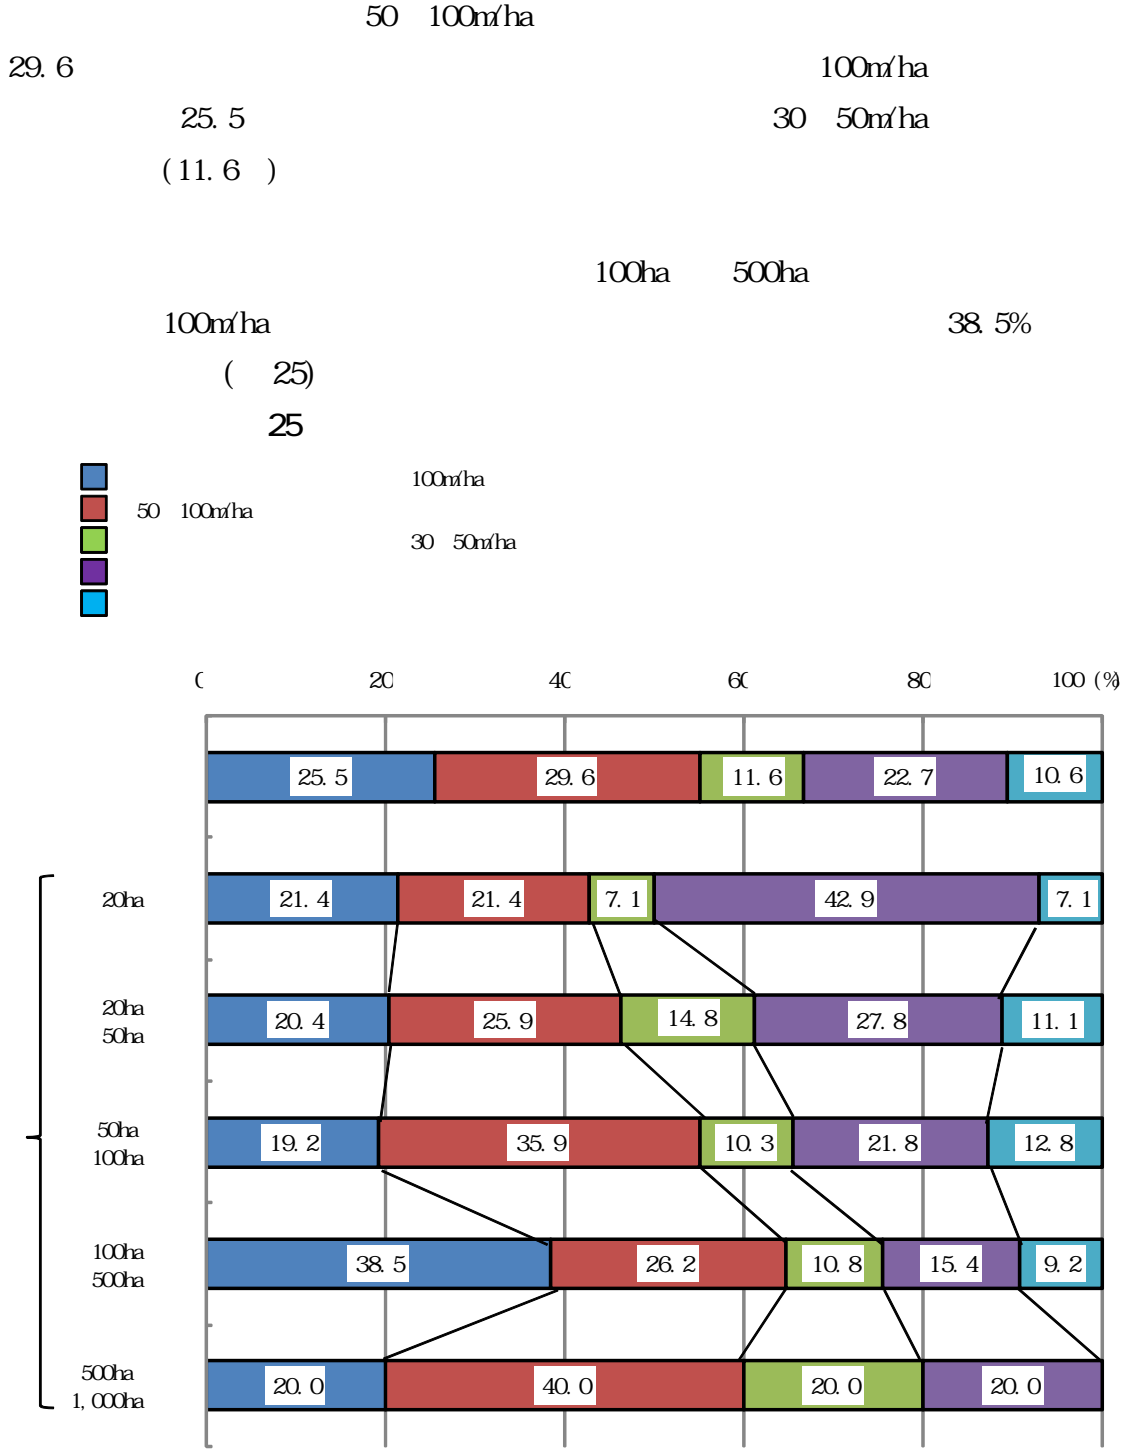 50 100m/ha
29.6 100m/ha
25.5 30 50m/ha
(11.6 )
100ha 500ha
100m/ha 38.5%
( 25)
25
100m/ha
50 100m/ha
30 50m/ha
0 20 40 60 80 100 (%)
25.5 29.6 11.6 22.7 10.6
20ha 21.4 21.4 7.1 42.9 7.1
20ha
50ha
20.4 25.9 14.8 27.8 11.1
50ha
100ha
19.2 35.9 10.3 21.8 12.8
100ha
500ha
38.5 26.2 10.8 15.4 9.2
500ha
1,000ha
20.0 40.0 20.0 20.0